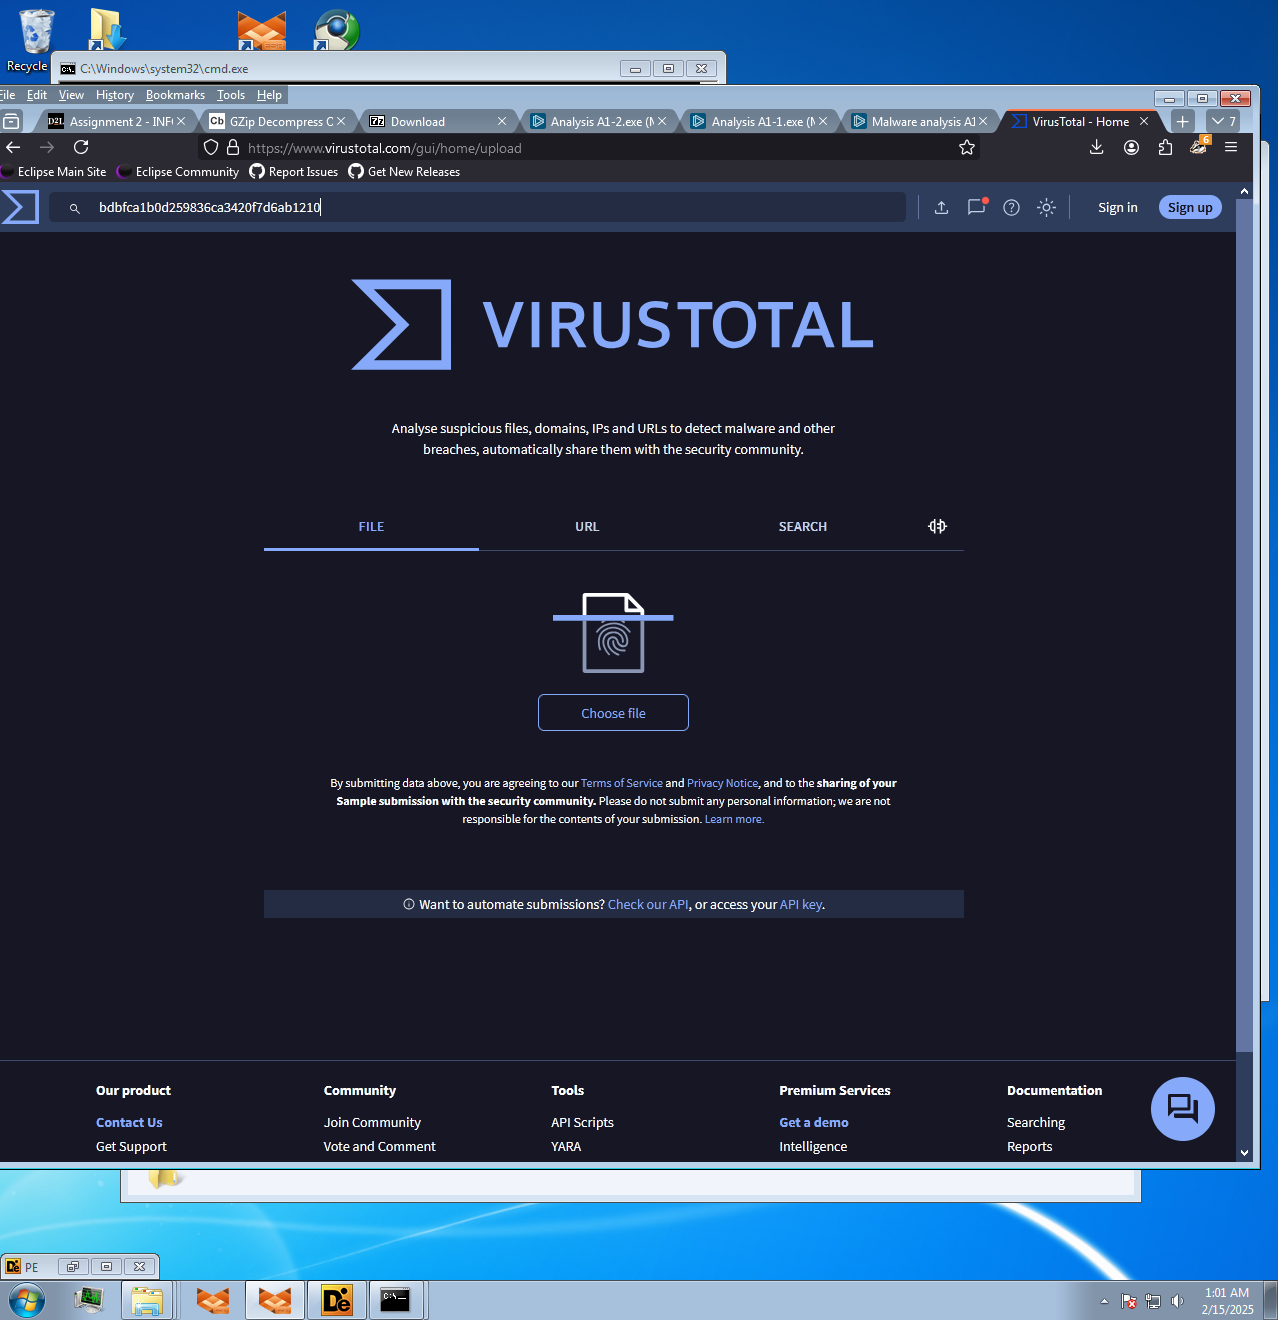 Recycle
C:\Windows\system32\cmd.exe
File Edit View History Bookmarks Tools Help
D2L Assignment 2 - INF
Cb GZip Decompress C
7z Download
Analysis A1-2.exe (M
Analysis A1-1.exe (M
Malware analysis A1
VirusTotal - Home
7
https://www.virustotal.com/gui/home/upload
6
Eclipse Main Site Eclipse Community Report Issues Get New Releases
bdbfca1b0d259836ca3420f7d6ab1210
Sign in Sign up
VIRUSTOTAL
Analyse suspicious files, domains, IPs and URLs to detect malware and other
breaches, automatically share them with the security community.
FILE URL SEARCH
Choose file
By submitting data above, you are agreeing to our Terms of Service and Privacy Notice, and to the sharing of your
Sample submission with the security community. Please do not submit any personal information; we are not
responsible for the contents of your submission. Learn more.
Want to automate submissions? Check our API, or access your API key.
Our product Community Tools Premium Services Documentation
Contact Us Join Community API Scripts Get a demo Searching
Get Support Vote and Comment YARA Intelligence Reports
De PE
De
C:\_
1:01 AM
2/15/2025